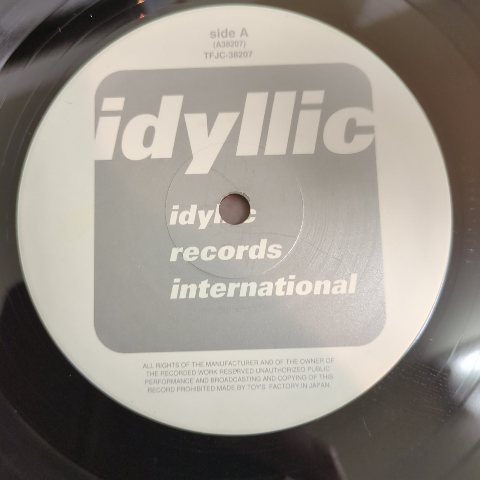 side A
(A38207)
TFJC-38207
idyllic
idyllic
records
international
ALL RIGHTS OF THE MANUFACTURER AND OF THE OWNER OF
THE RECORDED WORK RESERVED UNAUTHORIZED PUBLIC
PERFORMANCE AND BROADCASTING AND COPYING OF THIS
RECORD PROHIBITED MADE BY TOY'S FACTORY IN JAPAN.